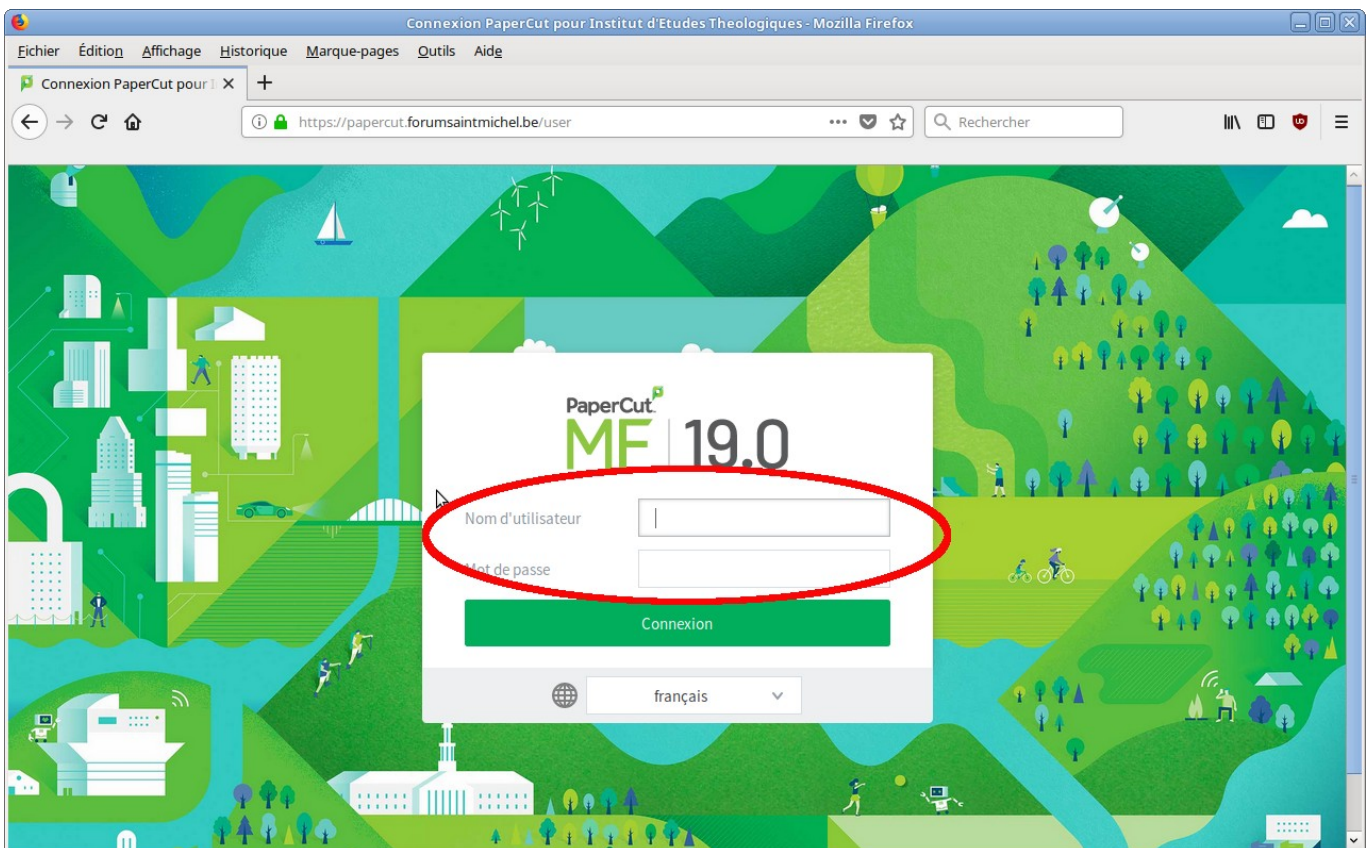 Connexion PaperCut pour Institut d'Etudes Theologiques - Mozilla Firefox
Fichier Édition Affichage Historique Marque-pages Outils Aide
Connexion PaperCut pour
https://papercut.forumsaintmichel.be/user
Rechercher
PaperCut
MF 19.0
Nom d'utilisateur
Mot de passe
Connexion
français